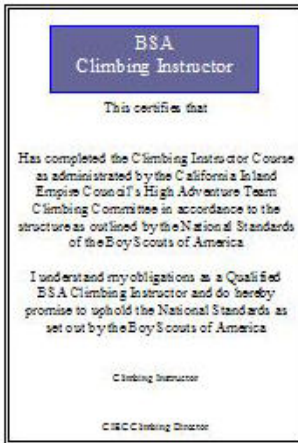 BSA
Climbing Instructor
This certifies that
Has completed the Climbing Instructor Course
as administrated by the California Inland
Empire Council's High Adventure Team
Climbing Committee in accordance to the
structure as outlined by the National Standards
of the Boy Scouts of America
I understand my obligations as a Qualified
BSA Climbing Instructor and do hereby
promise to uphold the National Standards as
set out by the Boy Scouts of America
Climbing Instructor
CIEC Climbing Director